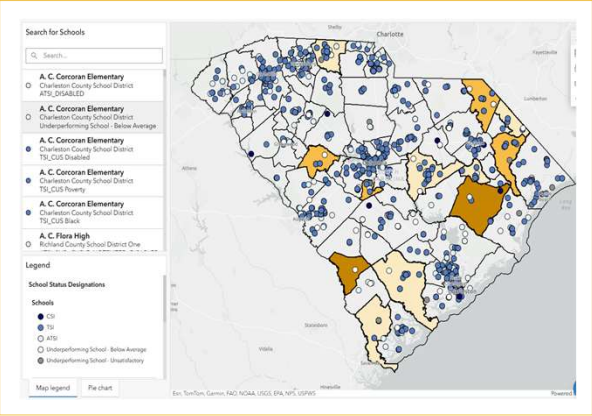 Search for Schools
Search...
A. C. Corcoran Elementary
Charleston County School District
ATSI_DISABLED
A. C. Corcoran Elementary
Charleston County School District
Underperforming School - Below Average
A. C. Corcoran Elementary
Charleston County School District
TSI_CUS Disabled
A. C. Corcoran Elementary
Charleston County School District
TSI_CUS Poverty
A. C. Corcoran Elementary
Charleston County School District
TSI_CUS Black
A. C. Flora High
Richland County School District One
Legend
School Status Designations
Schools
CSI
TSI
ATSI
Underperforming School - Below Average
Underperforming School - Unsatisfactory
Map legend
Pie chart
Shelby
Charlotte
Fayetteville
Lumberton
Athens
Statesboro
Vidalia
Hinesville
Esri, TomTom, Garmin, FAO, NOAA, USGS, EPA, NPS, USFWS
Powered